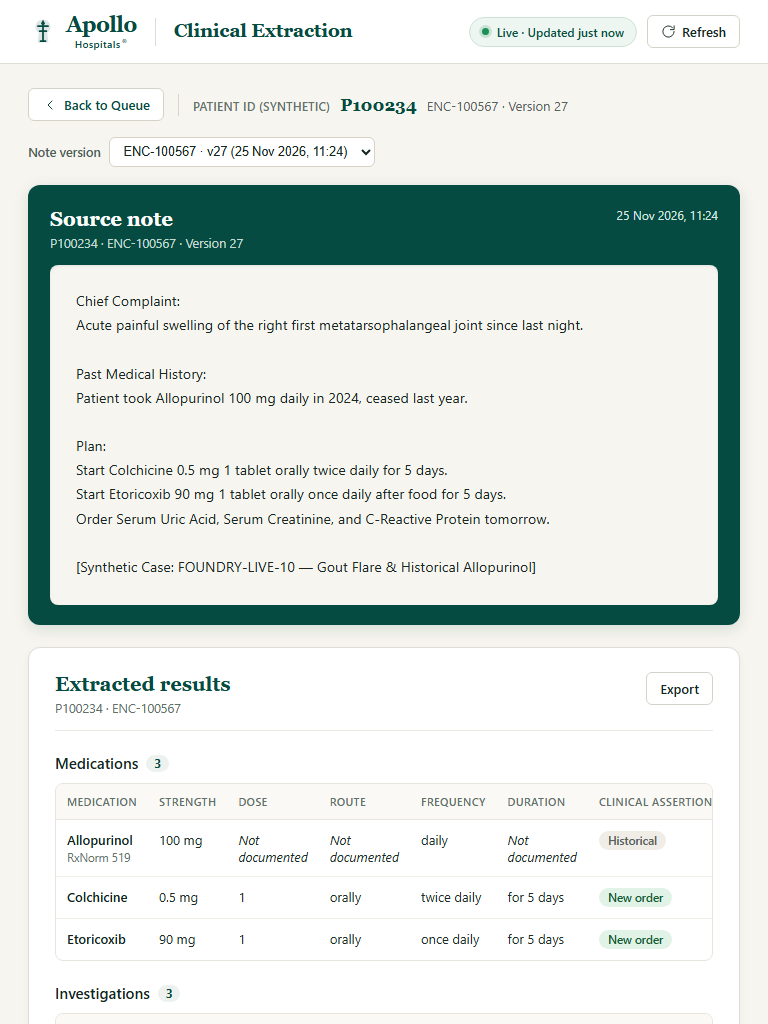 Apollo
Hospitals®
Clinical Extraction
Live · Updated just now
Refresh
Back to Queue
PATIENT ID (SYNTHETIC) P100234 ENC-100567 · Version 27
Note version
ENC-100567 · v27 (25 Nov 2026, 11:24)
Source note
25 Nov 2026, 11:24
P100234 · ENC-100567 · Version 27
Chief Complaint:
Acute painful swelling of the right first metatarsophalangeal joint since last night.
Past Medical History:
Patient took Allopurinol 100 mg daily in 2024, ceased last year.
Plan:
Start Colchicine 0.5 mg 1 tablet orally twice daily for 5 days.
Start Etoricoxib 90 mg 1 tablet orally once daily after food for 5 days.
Order Serum Uric Acid, Serum Creatinine, and C-Reactive Protein tomorrow.
[Synthetic Case: FOUNDRY-LIVE-10 — Gout Flare & Historical Allopurinol]
Extracted results
Export
P100234 · ENC-100567
Medications 3
MEDICATION STRENGTH DOSE ROUTE FREQUENCY DURATION CLINICAL ASSERTION
Allopurinol 100 mg Not documented Not documented daily Not documented Historical
RxNorm 519
Colchicine 0.5 mg 1 orally twice daily for 5 days New order
Etoricoxib 90 mg 1 orally once daily for 5 days New order
Investigations 3